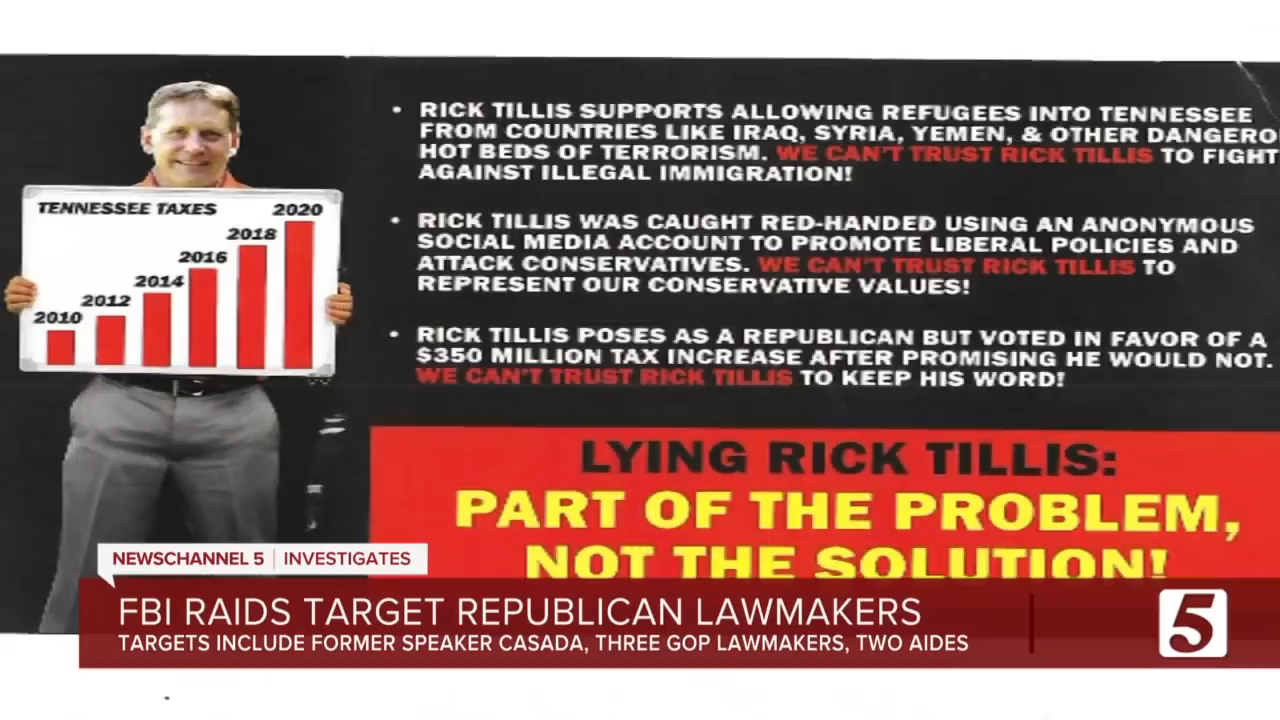 • RICK TILLIS SUPPORTS ALLOWING REFUGEES INTO TENNESSEE
FROM COUNTRIES LIKE IRAQ, SYRIA, YEMEN, & OTHER DANGERO
HOT BEDS OF TERRORISM. WE CAN'T TRUST RICK TILLIS TO FIGHT
AGAINST ILLEGAL IMMIGRATION!
• RICK TILLIS WAS CAUGHT RED-HANDED USING AN ANONYMOUS
SOCIAL MEDIA ACCOUNT TO PROMOTE LIBERAL POLICIES AND
ATTACK CONSERVATIVES. WE CAN'T TRUST RICK TILLIS TO
REPRESENT OUR CONSERVATIVE VALUES!
• RICK TILLIS POSES AS A REPUBLICAN BUT VOTED IN FAVOR OF A
$350 MILLION TAX INCREASE AFTER PROMISING HE WOULD NOT.
WE CAN'T TRUST RICK TILLIS TO KEEP HIS WORD!
TENNESSEE TAXES
2010
2012
2014
2016
2018
2020
LYING RICK TILLIS:
PART OF THE PROBLEM,
NOT THE SOLUTION!
NEWSCHANNEL 5 | INVESTIGATES
FBI RAIDS TARGET REPUBLICAN LAWMAKERS
TARGETS INCLUDE FORMER SPEAKER CASADA, THREE GOP LAWMAKERS, TWO AIDES
5